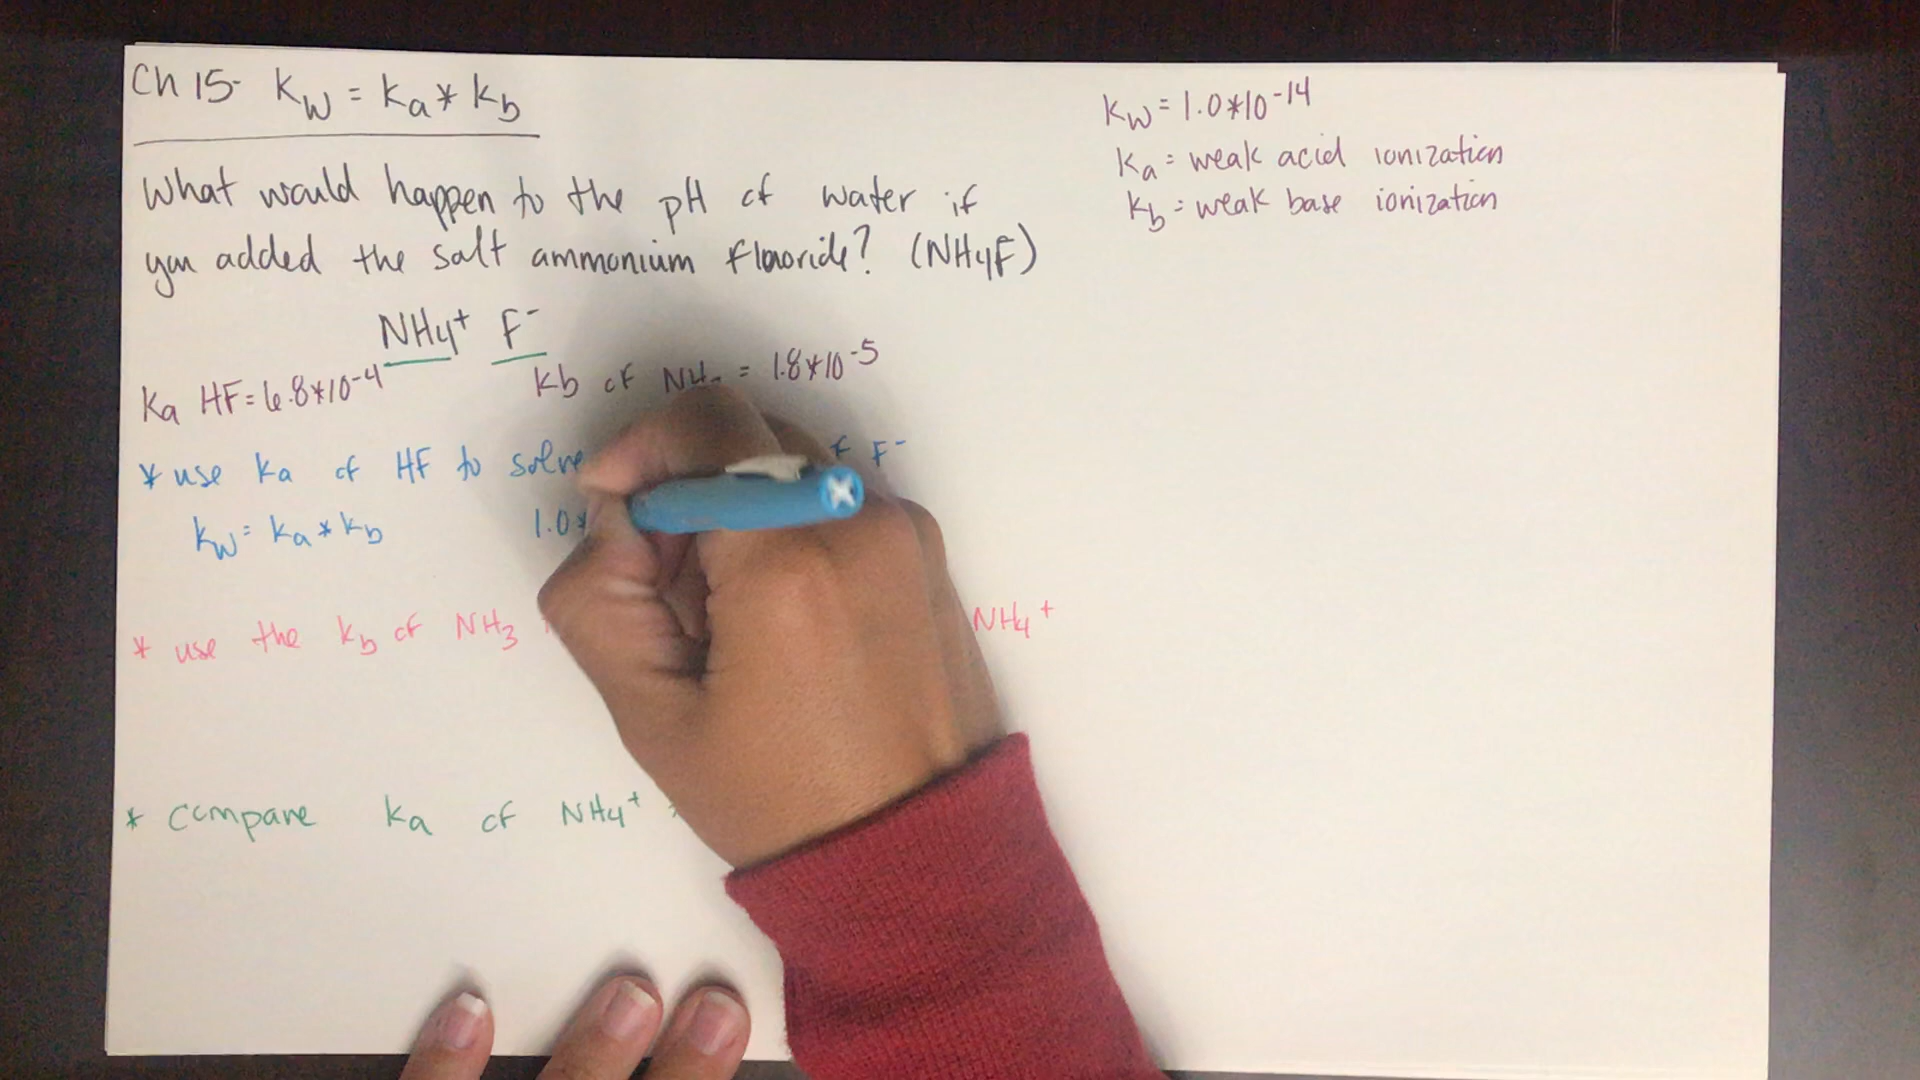 Ch 15- Kw = Ka * Kb
What would happen to the pH of water if
you added the salt ammonium fluoride? (NH4F)
NH4+ F-
Ka HF = 6.8*10-4
Kb of = 1.8*10-5
* use Ka of HF to solve F-
Kw = Ka * Kb 1.0
* use the Kb of NH3 NH4+
* Compare Ka of NH4+
Kw = 1.0*10-14
Ka = weak acid ionization
Kb = weak base ionization